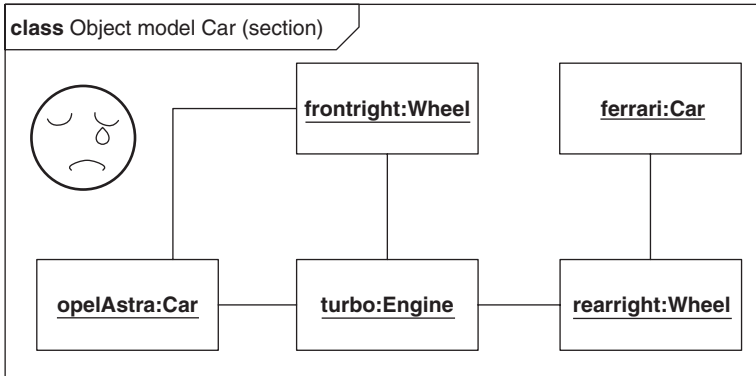 class Object model Car (section)
frontright:Wheel
ferrari:Car
opelAstra:Car
turbo:Engine
rearright:Wheel